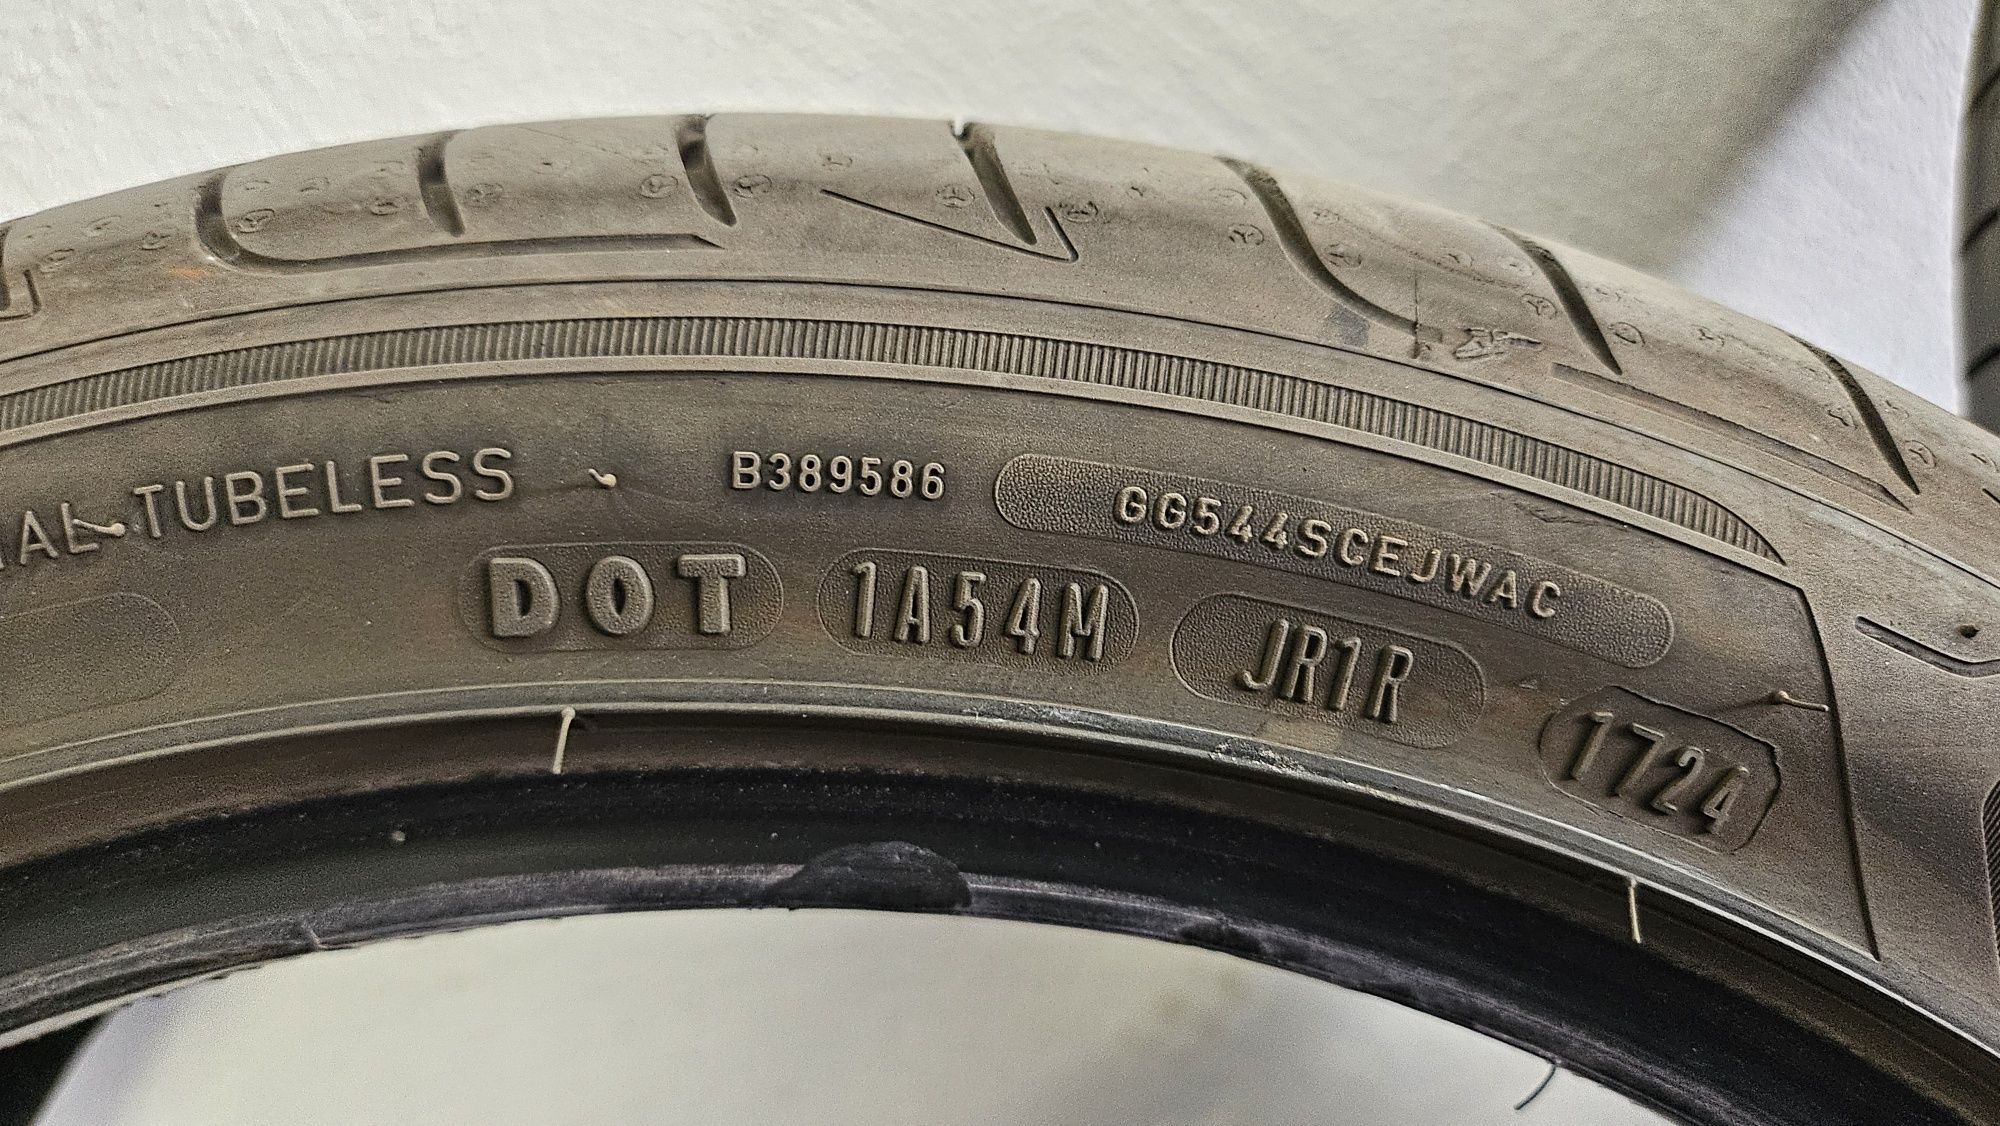 TUBELESS
B389586
GG544SCEJWAC
DOT 1A54M JR1R 1724